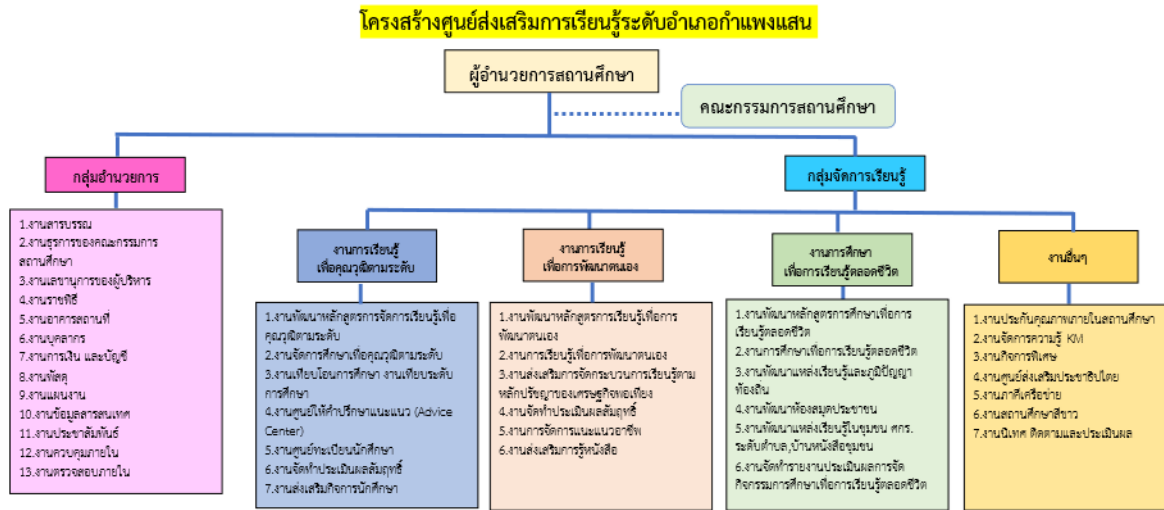 โครงสร้างศูนย์ส่งเสริมการเรียนรู้ระดับอำเภอกำแพงแสน
ผู้อำนวยการสถานศึกษา
คณะกรรมการสถานศึกษา
กลุ่มอำนวยการ
1.งานสารบรรณ
2.งานธุรการของคณะกรรมการ
สถานศึกษา
3.งานเลขานุการของผู้บริหาร
4.งานราชพิธี
5.งานอาคารสถานที่
6.งานบุคลากร
7.งานการเงิน และบัญชี
8.งานพัสดุ
9.งานแผนงาน
10.งานข้อมูลสารสนเทศ
11.งานประชาสัมพันธ์
12.งานควบคุมภายใน
13.งานตรวจสอบภายใน
กลุ่มจัดการเรียนรู้
งานการเรียนรู้
เพื่อคุณวุฒิตามระดับ
1.งานพัฒนาหลักสูตรการจัดการเรียนรู้เพื่อ
คุณวุฒิตามระดับ
2.งานจัดการศึกษาเพื่อคุณวุฒิตามระดับ
3.งานเทียบโอนการศึกษา งานเทียบระดับ
การศึกษา
4.งานศูนย์ให้คำปรึกษาแนะแนว (Advice
Center)
5.งานศูนย์ทะเบียนนักศึกษา
6.งานจัดทำประเมินผลสัมฤทธิ์
7.งานส่งเสริมกิจการนักศึกษา
งานการเรียนรู้
เพื่อการพัฒนาตนเอง
1.งานพัฒนาหลักสูตรการเรียนรู้เพื่อการ
พัฒนาตนเอง
2.งานการเรียนรู้เพื่อการพัฒนาตนเอง
3.งานส่งเสริมการจัดกระบวนการเรียนรู้ตาม
หลักปรัชญาของเศรษฐกิจพอเพียง
4.งานจัดทำประเมินผลสัมฤทธิ์
5.งานการจัดการแนะแนวอาชีพ
6.งานส่งเสริมการรู้หนังสือ
งานการศึกษา
เพื่อการเรียนรู้ตลอดชีวิต
1.งานพัฒนาหลักสูตรการศึกษาเพื่อการ
เรียนรู้ตลอดชีวิต
2.งานการศึกษาเพื่อการเรียนรู้ตลอดชีวิต
3.งานพัฒนาแหล่งเรียนรู้และภูมิปัญญา
ท้องถิ่น
4.งานพัฒนาห้องสมุดประชาชน
5.งานพัฒนาแหล่งเรียนรู้ในชุมชน ศกร.
ระดับตำบล,บ้านหนังสือชุมชน
6.งานจัดทำรายงานประเมินผลการจัด
กิจกรรมการศึกษาเพื่อการเรียนรู้ตลอดชีวิต
งานอื่นๆ
1.งานประกันคุณภาพภายในสถานศึกษา
2.งานจัดการความรู้ KM
3.งานกิจการพิเศษ
4.งานศูนย์ส่งเสริมประชาธิปไตย
5.งานภาคีเครือข่าย
6.งานสถานศึกษาสีขาว
7.งานนิเทศ ติดตามและประเมินผล